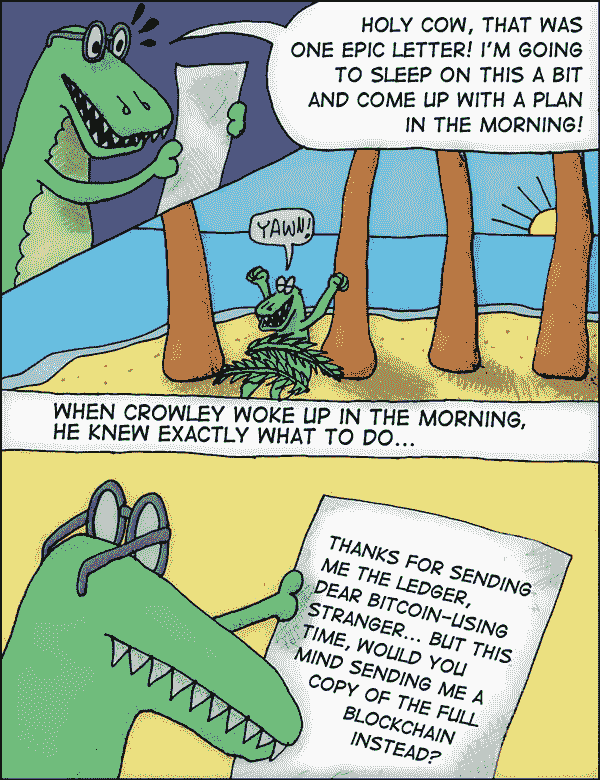 HOLY COW, THAT WAS
ONE EPIC LETTER! I'M GOING
TO SLEEP ON THIS A BIT
AND COME UP WITH A PLAN
IN THE MORNING!
YAWN!
WHEN CROWLEY WOKE UP IN THE MORNING,
HE KNEW EXACTLY WHAT TO DO...
THANKS FOR SENDING
ME THE LEDGER,
DEAR BITCOIN-USING
STRANGER... BUT THIS
TIME, WOULD YOU
MIND SENDING ME A
COPY OF THE FULL
BLOCKCHAIN
INSTEAD?